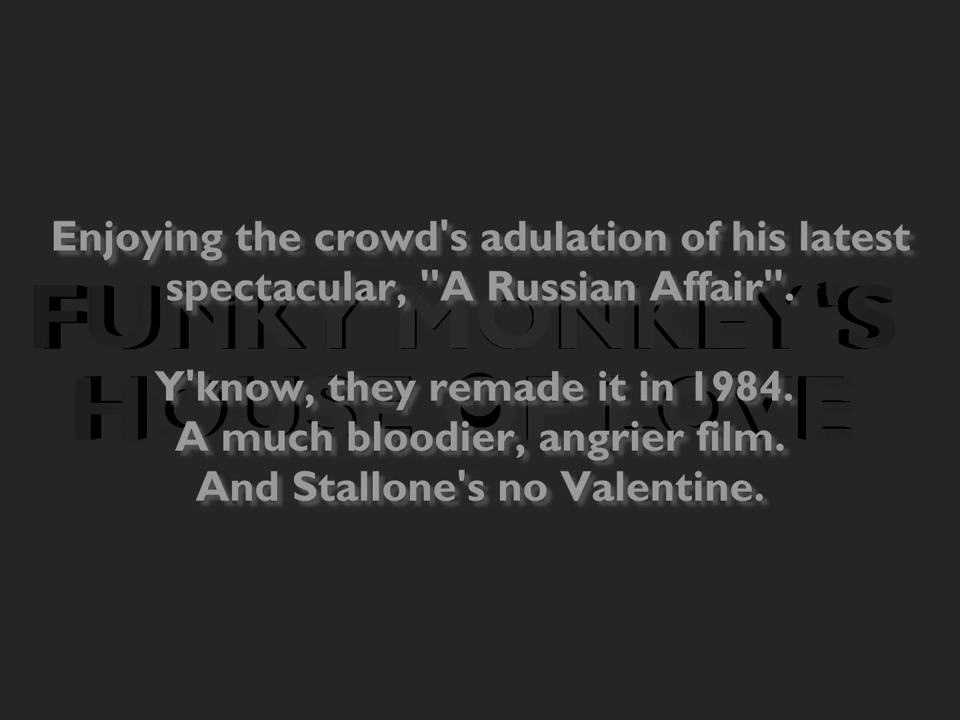 Enjoying the crowd's adulation of his latest
spectacular, "A Russian Affair".
FUNKY MONKEY'S
Y'know, they remade it in 1984.
HOUSE OF LOVE
A much bloodier, angrier film.
And Stallone's no Valentine.